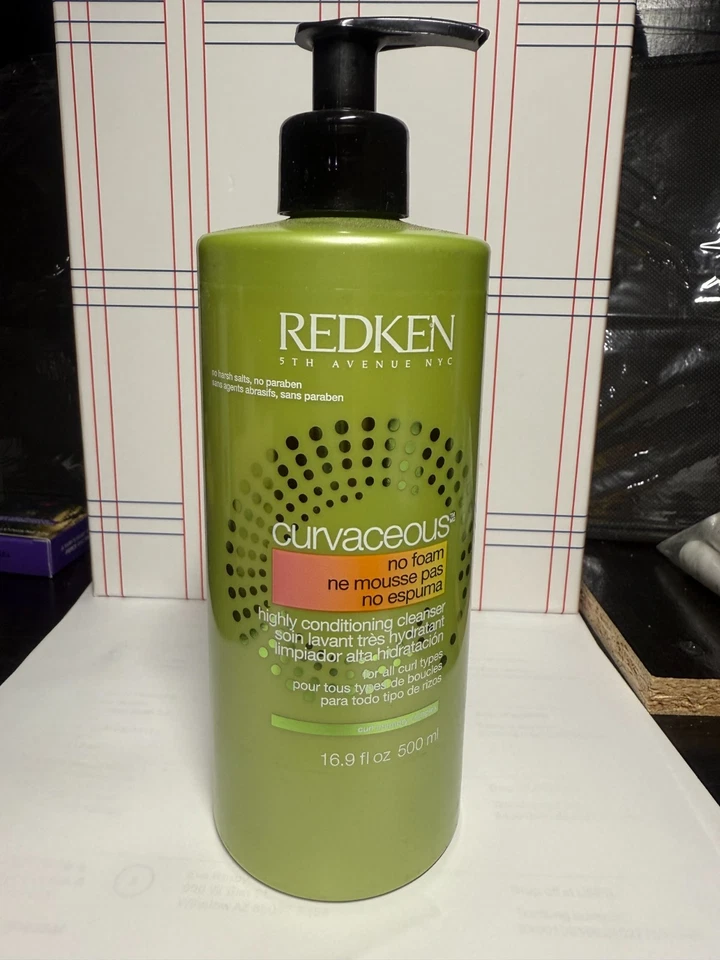 REDKEN
5TH AVENUE NYC
no harsh salts, no paraben
sans agents abrasifs, sans paraben
curvaceous™
no foam
ne mousse pas
no espuma
highly conditioning cleanser
soin lavant très hydratant
limpiador alta hidratación
for all curl types
pour tous types de boucles
para todo tipo de rizos
16.9 fl oz 500 ml